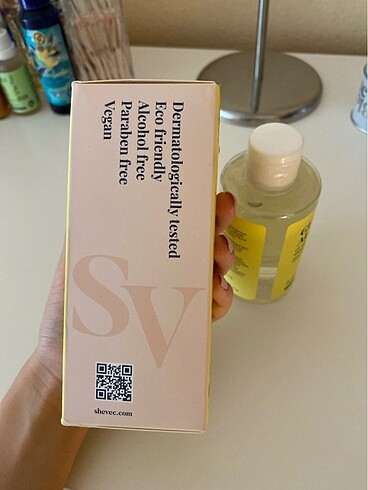 Dermatologically tested
Eco friendly
Alcohol free
Paraben free
Vegan
SV
shevec.com